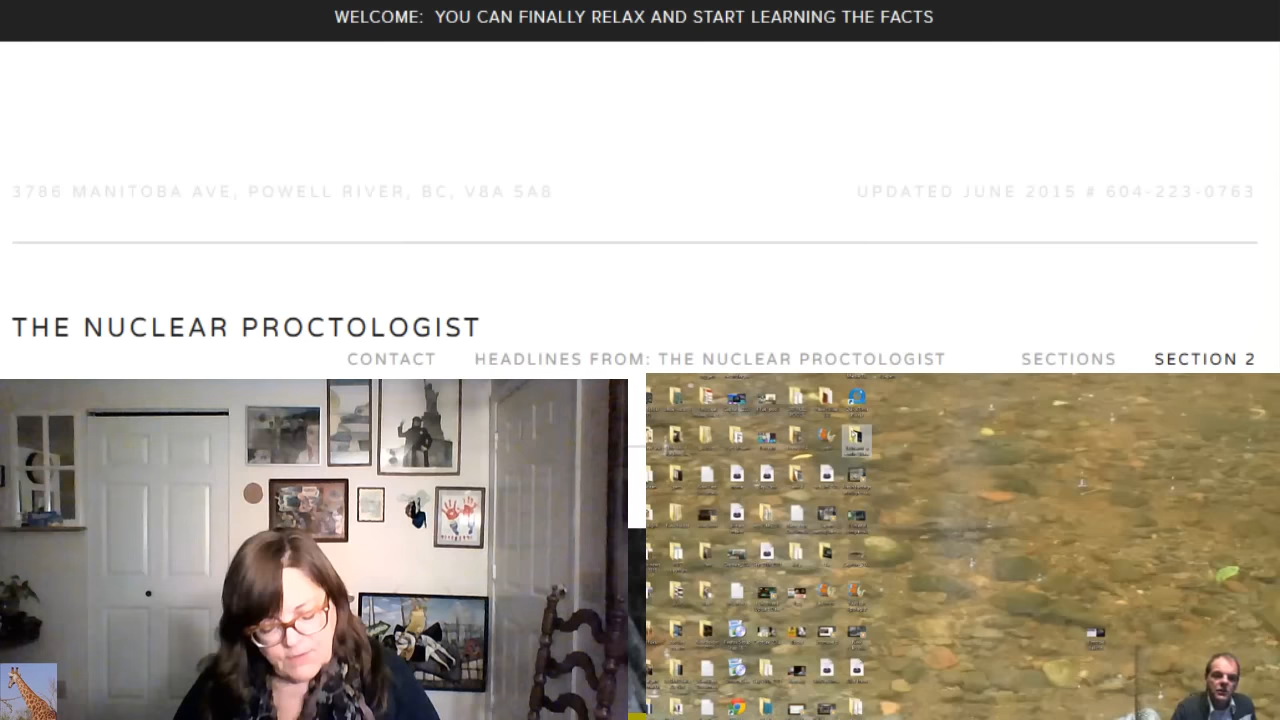 WELCOME: YOU CAN FINALLY RELAX AND START LEARNING THE FACTS
3786 MANITOBA AVE, POWELL RIVER, BC, V8A 5A8
UPDATED JUNE 2015 # 604-223-0763
THE NUCLEAR PROCTOLOGIST
CONTACT HEADLINES FROM: THE NUCLEAR PROCTOLOGIST SECTIONS SECTION 2